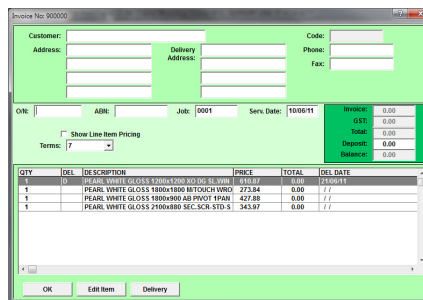 Invoice No: 900000
Customer: Code:
Address: Delivery Address: Phone:
Fax:
O/N: ABN: Job: 0001 Serv. Date: 10/06/11
Invoice: 0.00
GST: 0.00
Total: 0.00
Deposit: 0.00
Balance: 0.00
Show Line Item Pricing
Terms: 7
QTY DEL DESCRIPTION PRICE TOTAL DEL DATE
1 D PEARL WHITE GLOSS 1200x1200 XO DG SL.WIN 610.87 0.00 21/06/11
1 PEARL WHITE GLOSS 1800x1800 M/TOUCH WRO 273.84 0.00 / /
1 PEARL WHITE GLOSS 1800x900 AB PIVOT 1PAN 427.88 0.00 / /
1 PEARL WHITE GLOSS 2100x880 SEC.SCR-STD-S 343.97 0.00 / /
OK Edit Item Delivery